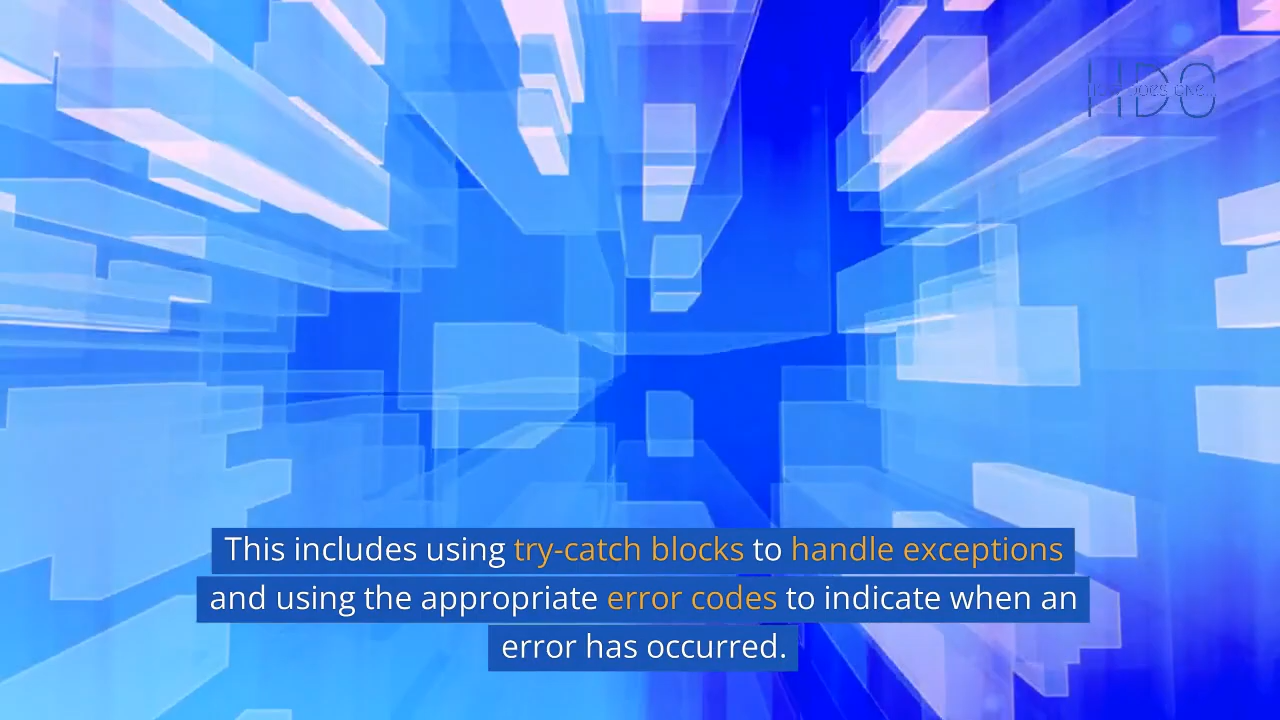 HDO
This includes using try-catch blocks to handle exceptions
and using the appropriate error codes to indicate when an
error has occurred.